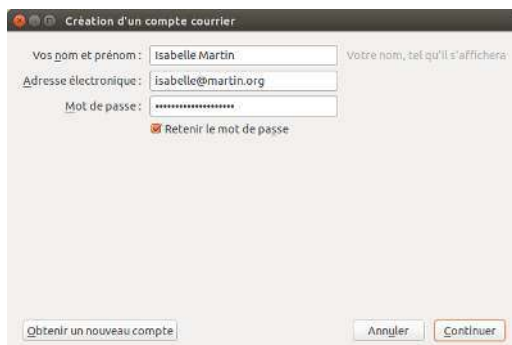 Création d'un compte courrier
Vos nom et prénom : Isabelle Martin Votre nom, tel qu'il s'affichera
Adresse électronique : isabelle@martin.org
Mot de passe : ••••••••••••••••••••
Retenir le mot de passe
Obtenir un nouveau compte Annuler Continuer